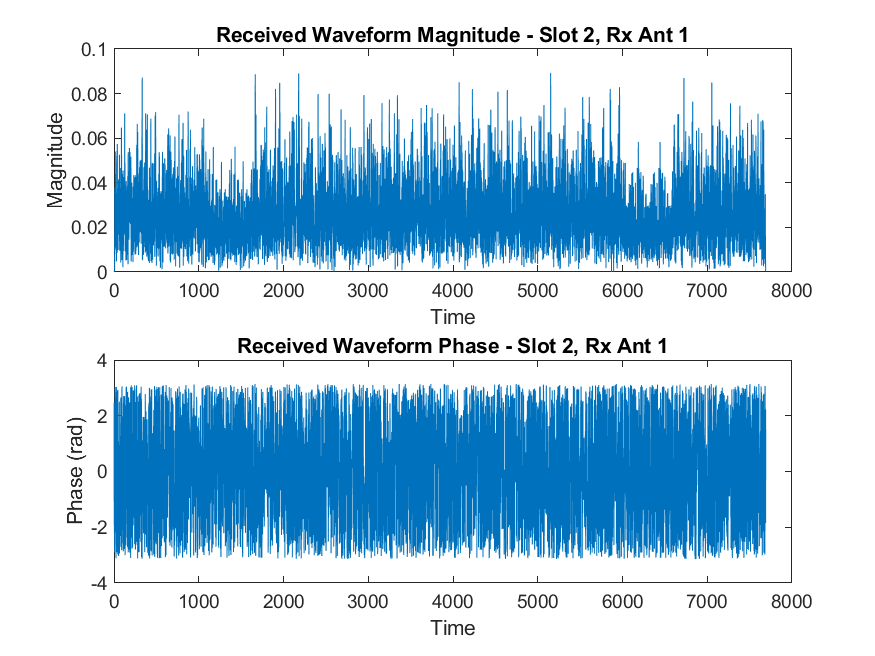 Received Waveform Magnitude - Slot 2, Rx Ant 1
0.1
0.08
0.06
0.04
0.02
0
Magnitude
0 1000 2000 3000 4000 5000 6000 7000 8000
Time
Received Waveform Phase - Slot 2, Rx Ant 1
4
2
0
-2
-4
Phase (rad)
0 1000 2000 3000 4000 5000 6000 7000 8000
Time